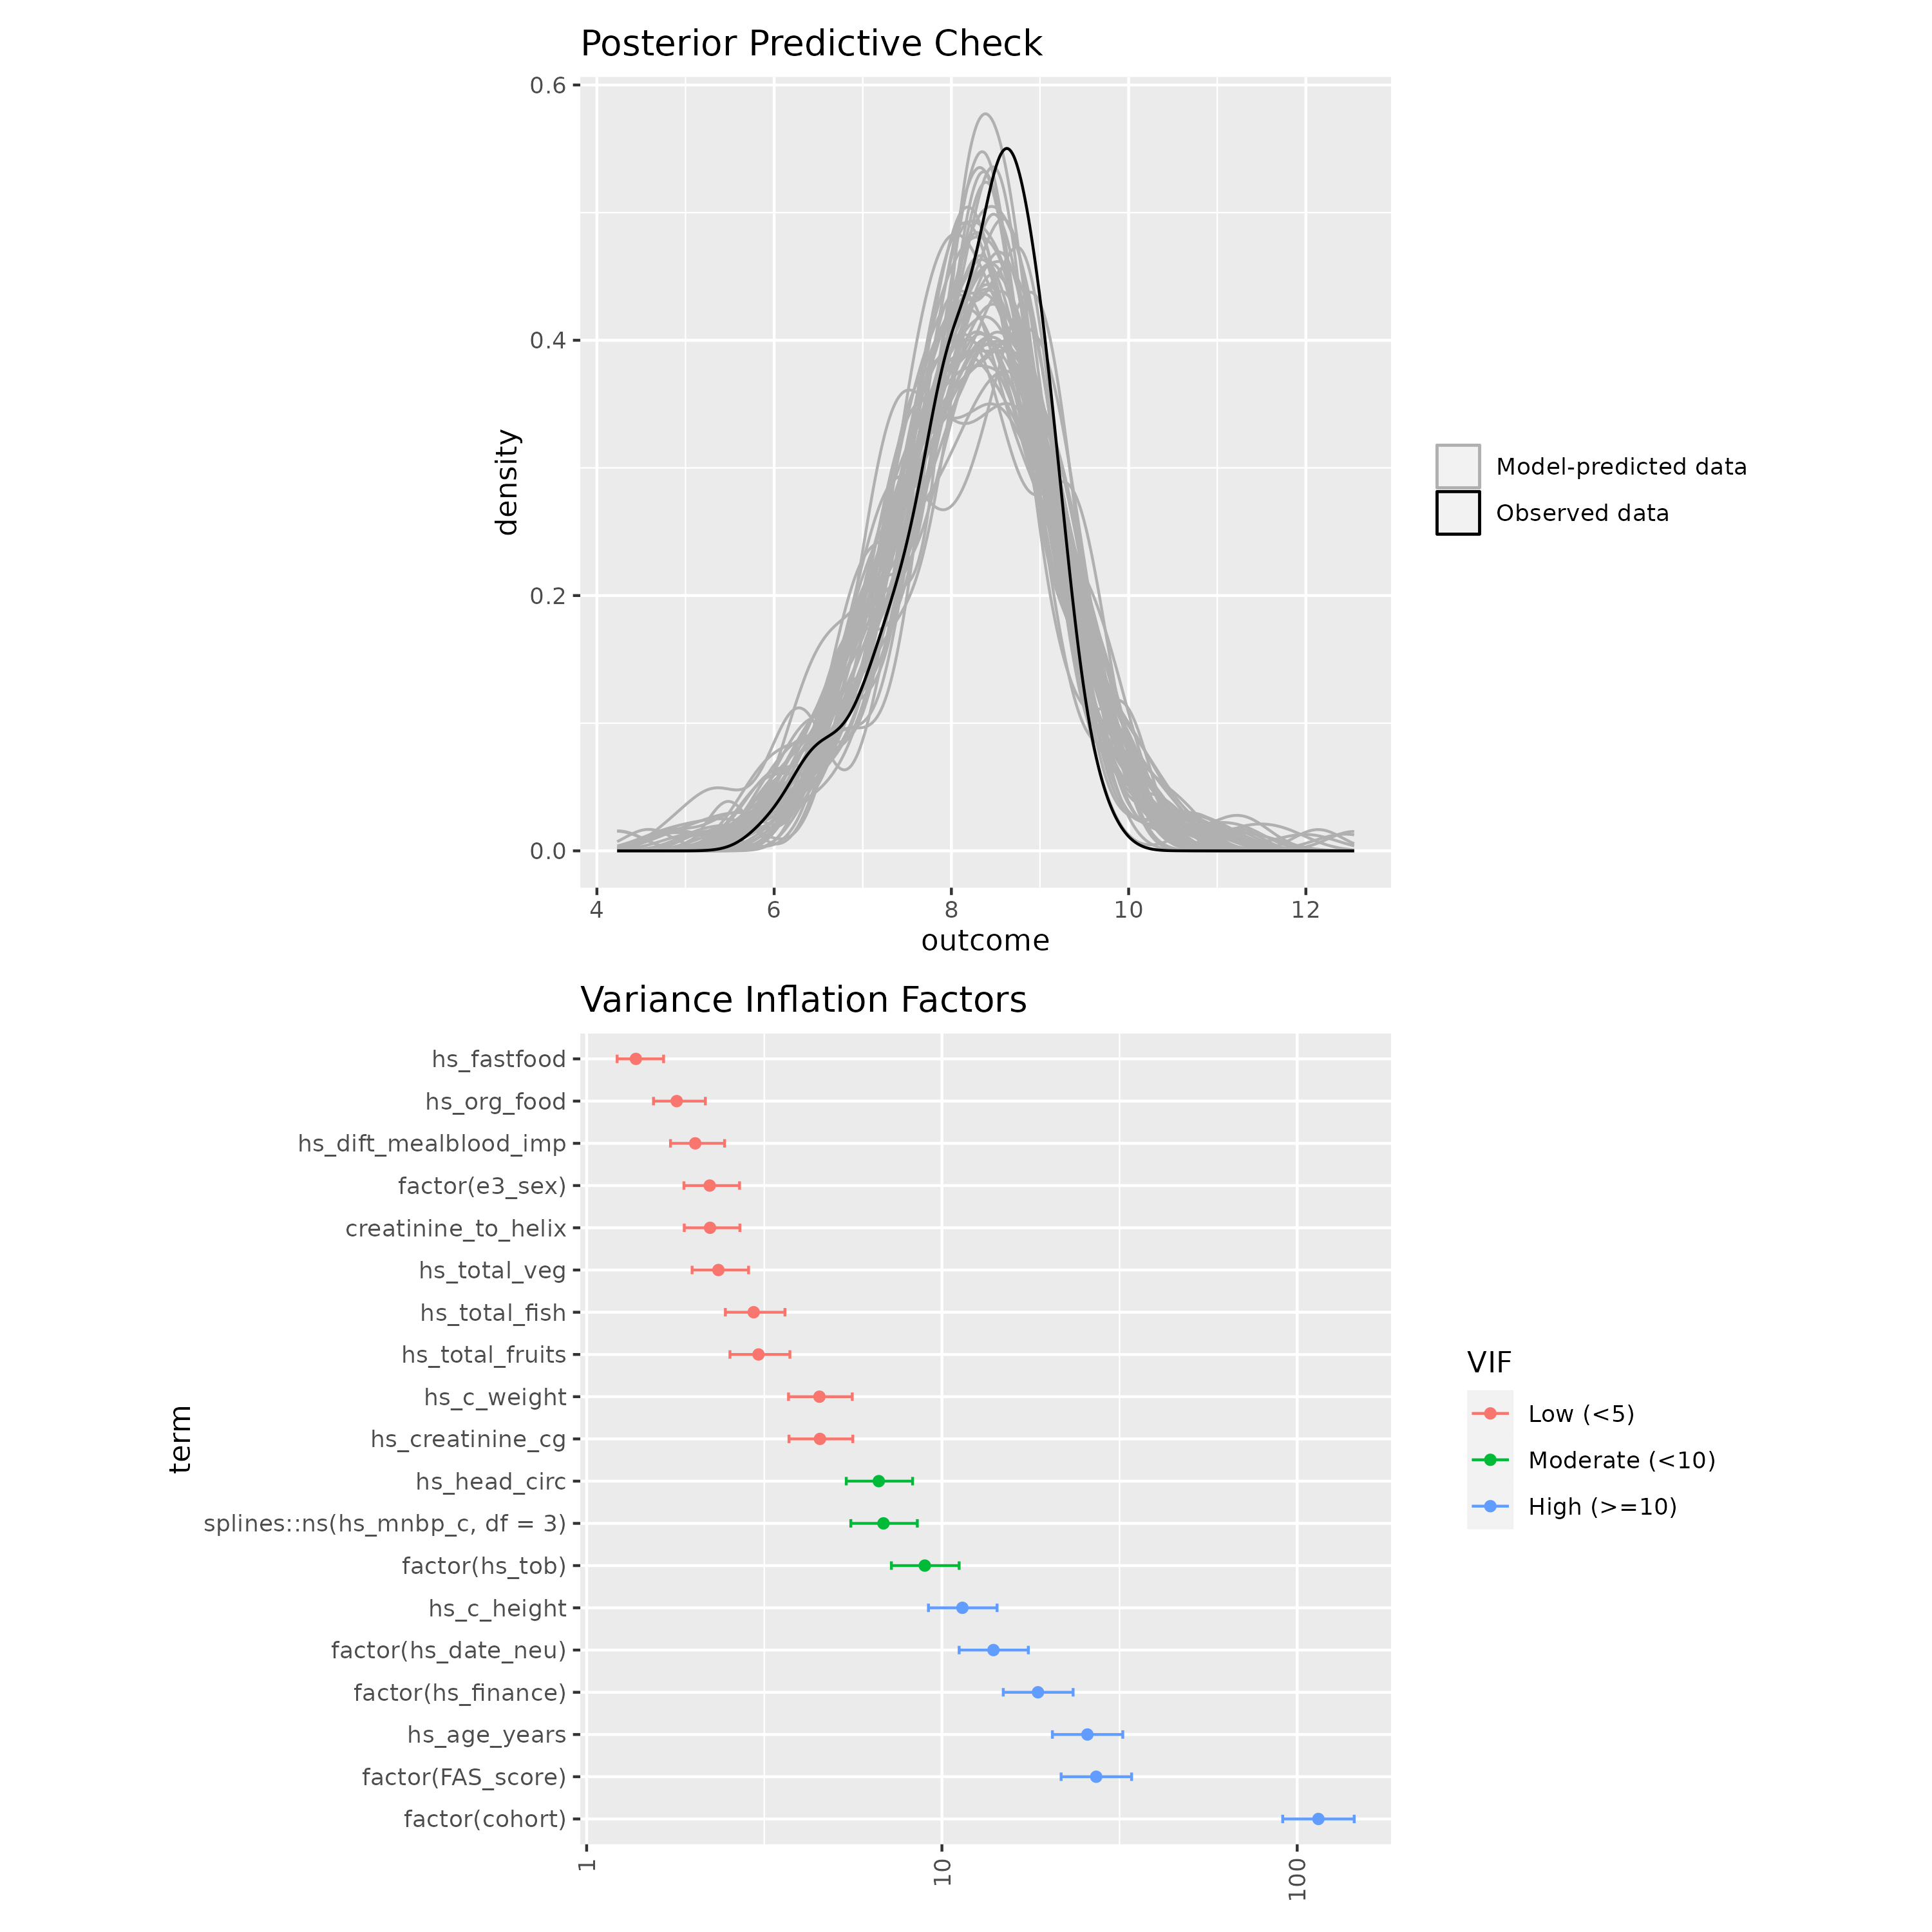 Posterior Predictive Check
0.6
0.4
0.2
0.0
density
4 6 8 10 12
outcome
Model-predicted data
Observed data
Variance Inflation Factors
term
hs_fastfood
hs_org_food
hs_dift_mealblood_imp
factor(e3_sex)
creatinine_to_helix
hs_total_veg
hs_total_fish
hs_total_fruits
hs_c_weight
hs_creatinine_cg
hs_head_circ
splines::ns(hs_mnbp_c, df = 3)
factor(hs_tob)
hs_c_height
factor(hs_date_neu)
factor(hs_finance)
hs_age_years
factor(FAS_score)
factor(cohort)
1 10 100
VIF
Low (<5)
Moderate (<10)
High (>=10)